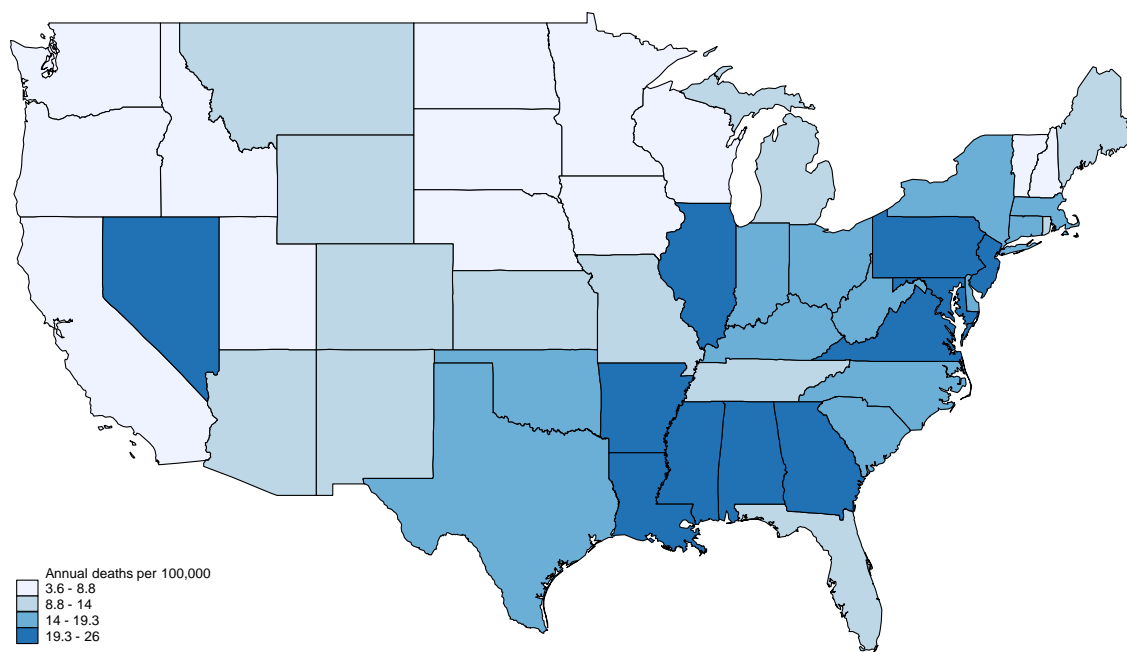 Annual deaths per 100,000
3.6 - 8.8
8.8 - 14
14 - 19.3
19.3 - 26